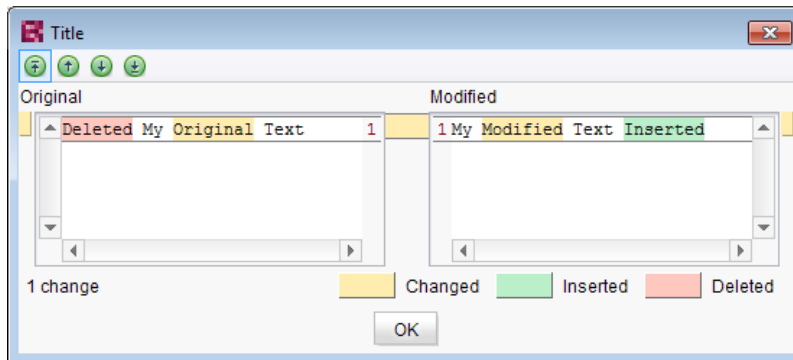 Title
Original Modified
Deleted My Original Text 1 1 My Modified Text Inserted
1 change Changed Inserted Deleted
OK